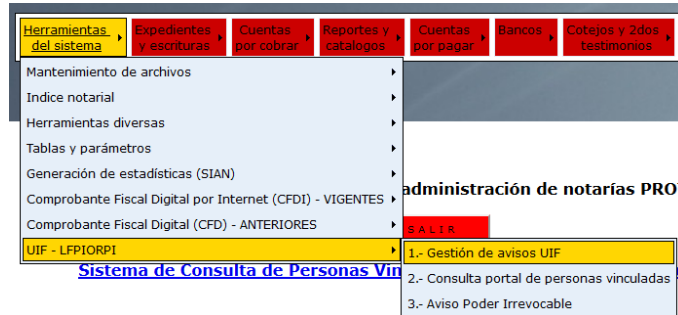 Herramientas del sistema
Expedientes y escrituras
Cuentas por cobrar
Reportes y catalogos
Cuentas por pagar
Bancos
Cotejos y 2dos testimonios
Mantenimiento de archivos
Indice notarial
Herramientas diversas
Tablas y parámetros
Generación de estadísticas (SIAN)
Comprobante Fiscal Digital por Internet (CFDI) - VIGENTES
administración de notarías PRO
Comprobante Fiscal Digital (CFD) - ANTERIORES
SALIR
UIF - LFPIORPI
1.- Gestión de avisos UIF
Sistema de Consulta de Personas Vin
2.- Consulta portal de personas vinculadas
3.- Aviso Poder Irrevocable